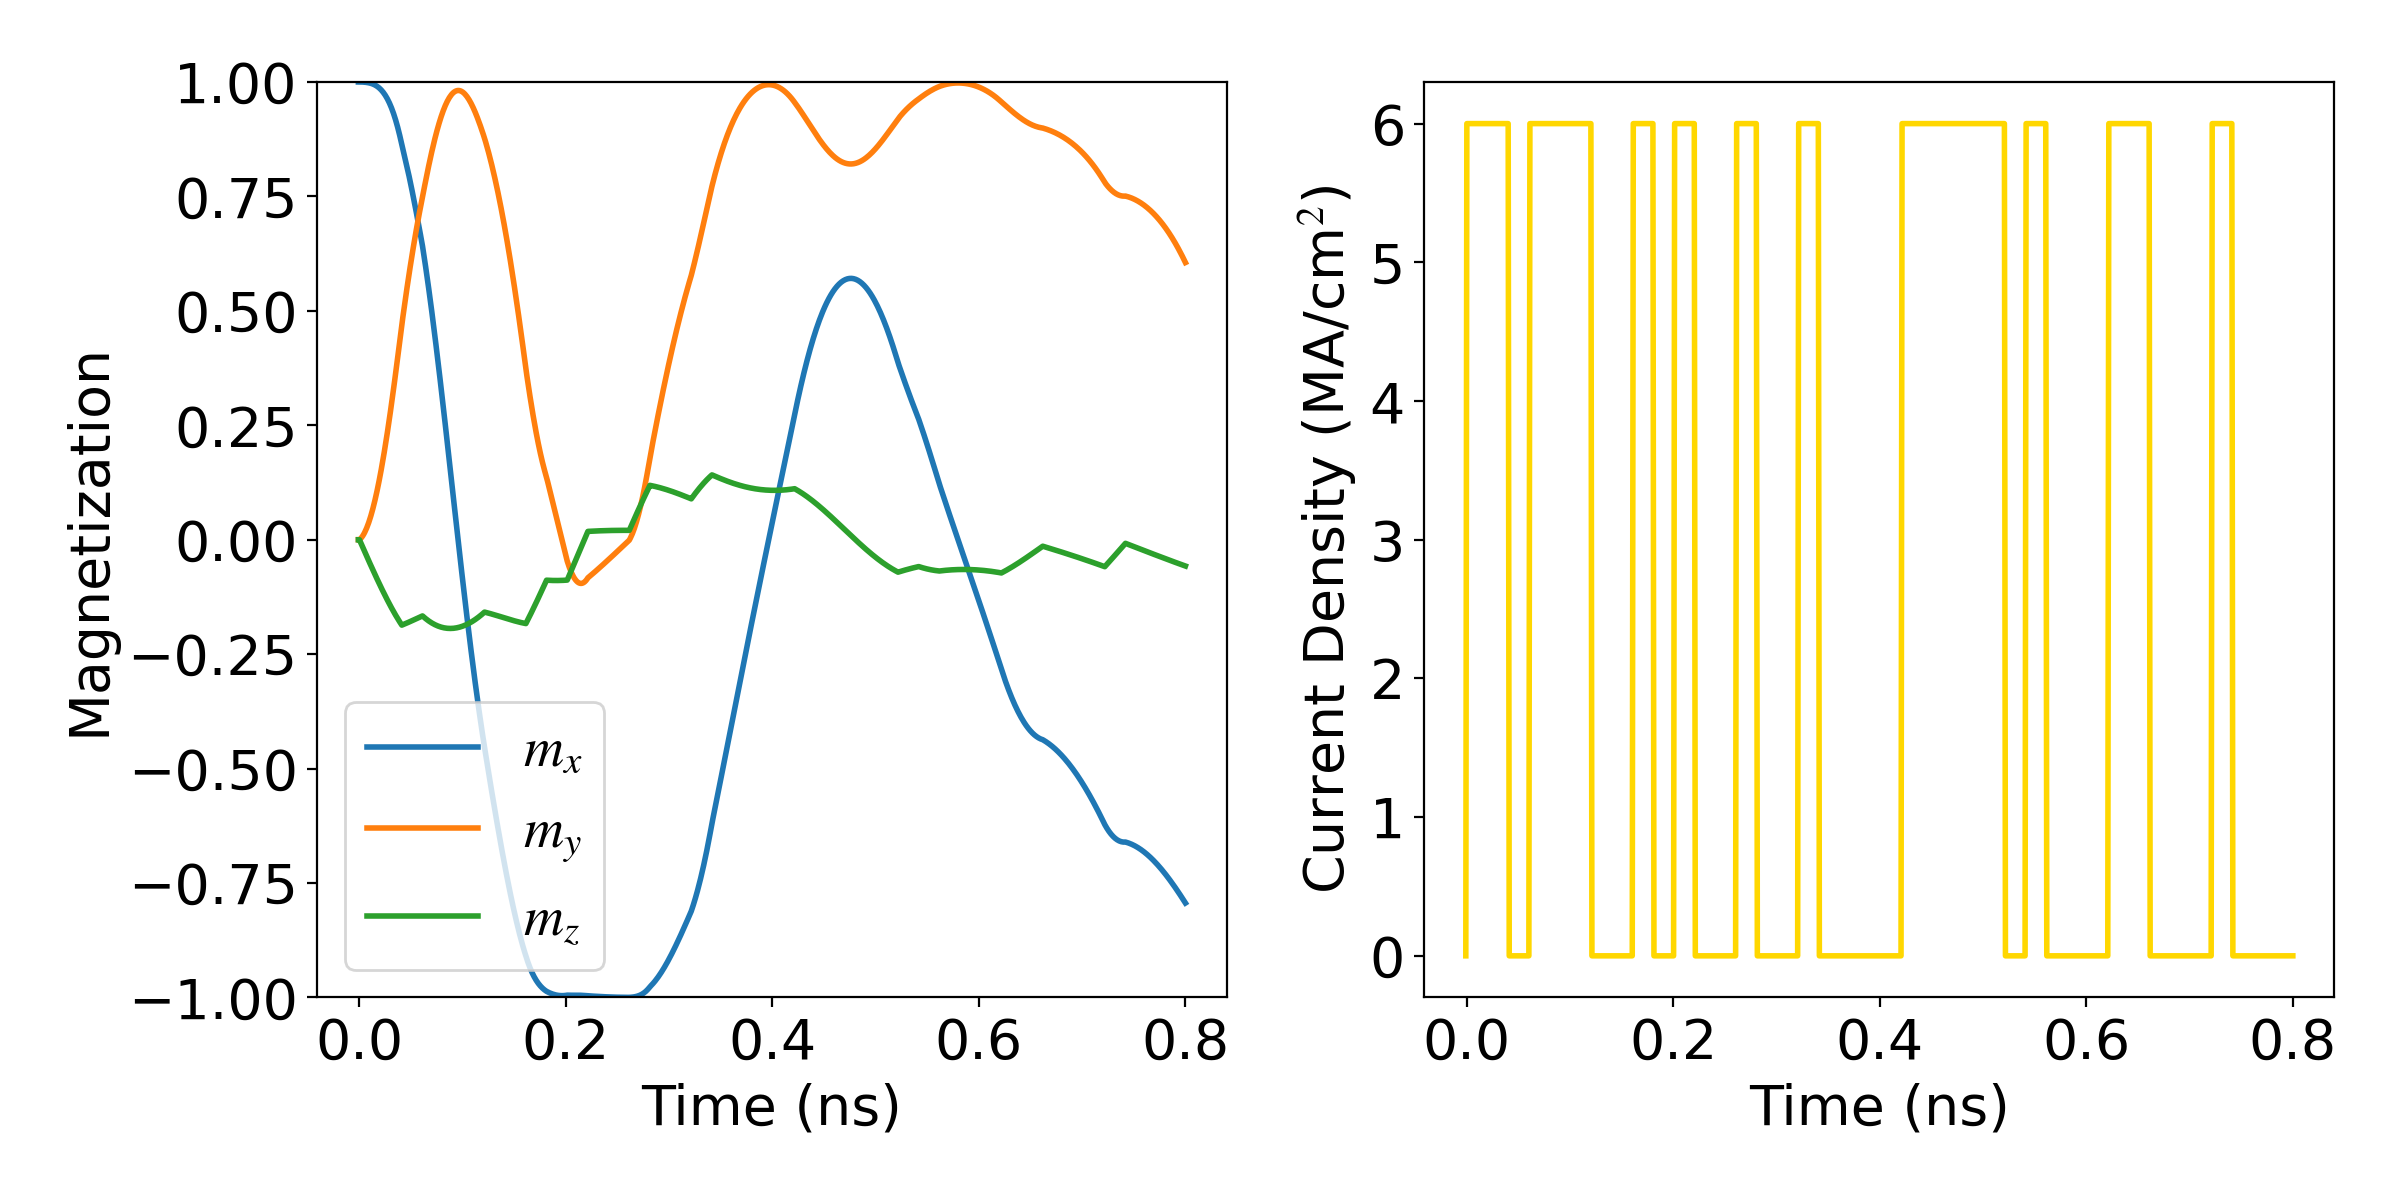 Magnetization
1.00
0.75
0.50
0.25
0.00
−0.25
−0.50
−0.75
−1.00
m_x
m_y
m_z
0.0 0.2 0.4 0.6 0.8
Time (ns)
Current Density (MA/cm²)
6
5
4
3
2
1
0
0.0 0.2 0.4 0.6 0.8
Time (ns)